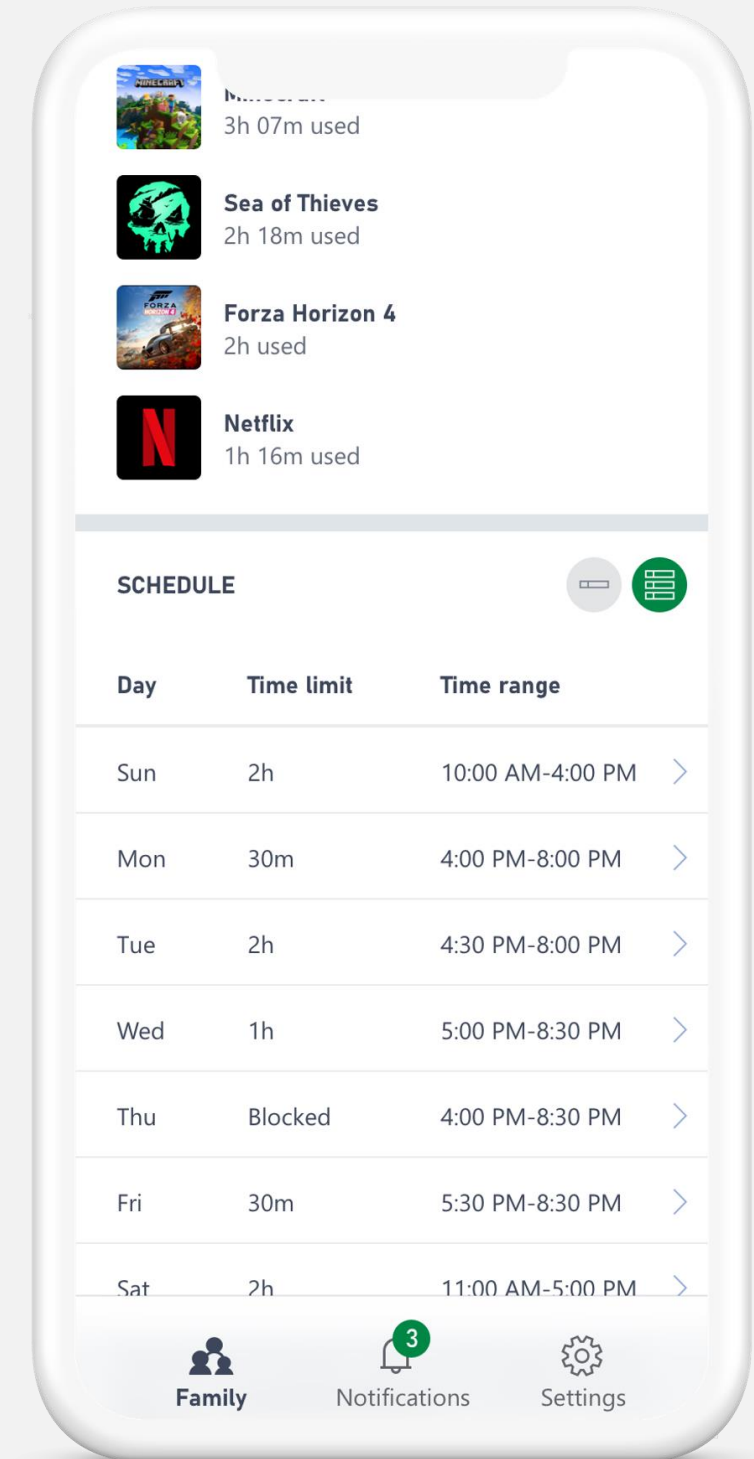 MINECRAFT
3h 07m used
Sea of Thieves
2h 18m used
FORZA
HORIZON 4
Forza Horizon 4
2h used
N
Netflix
1h 16m used
SCHEDULE
Day Time limit Time range
Sun 2h 10:00 AM-4:00 PM
Mon 30m 4:00 PM-8:00 PM
Tue 2h 4:30 PM-8:00 PM
Wed 1h 5:00 PM-8:30 PM
Thu Blocked 4:00 PM-8:30 PM
Fri 30m 5:30 PM-8:30 PM
Sat 2h 11:00 AM-5:00 PM
3
Family Notifications Settings